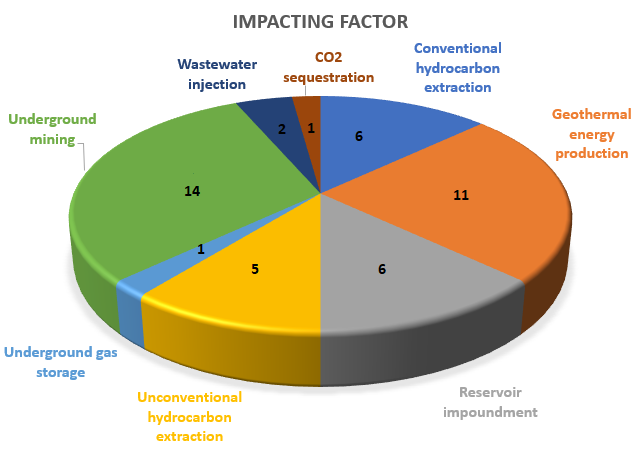 IMPACTING FACTOR
Wastewater
injection
CO2
sequestration
Conventional
hydrocarbon
extraction
Geothermal
energy
production
Underground
mining
2
1
6
14
11
1
5
6
Underground gas
storage
Unconventional
hydrocarbon
extraction
Reservoir
impoundment